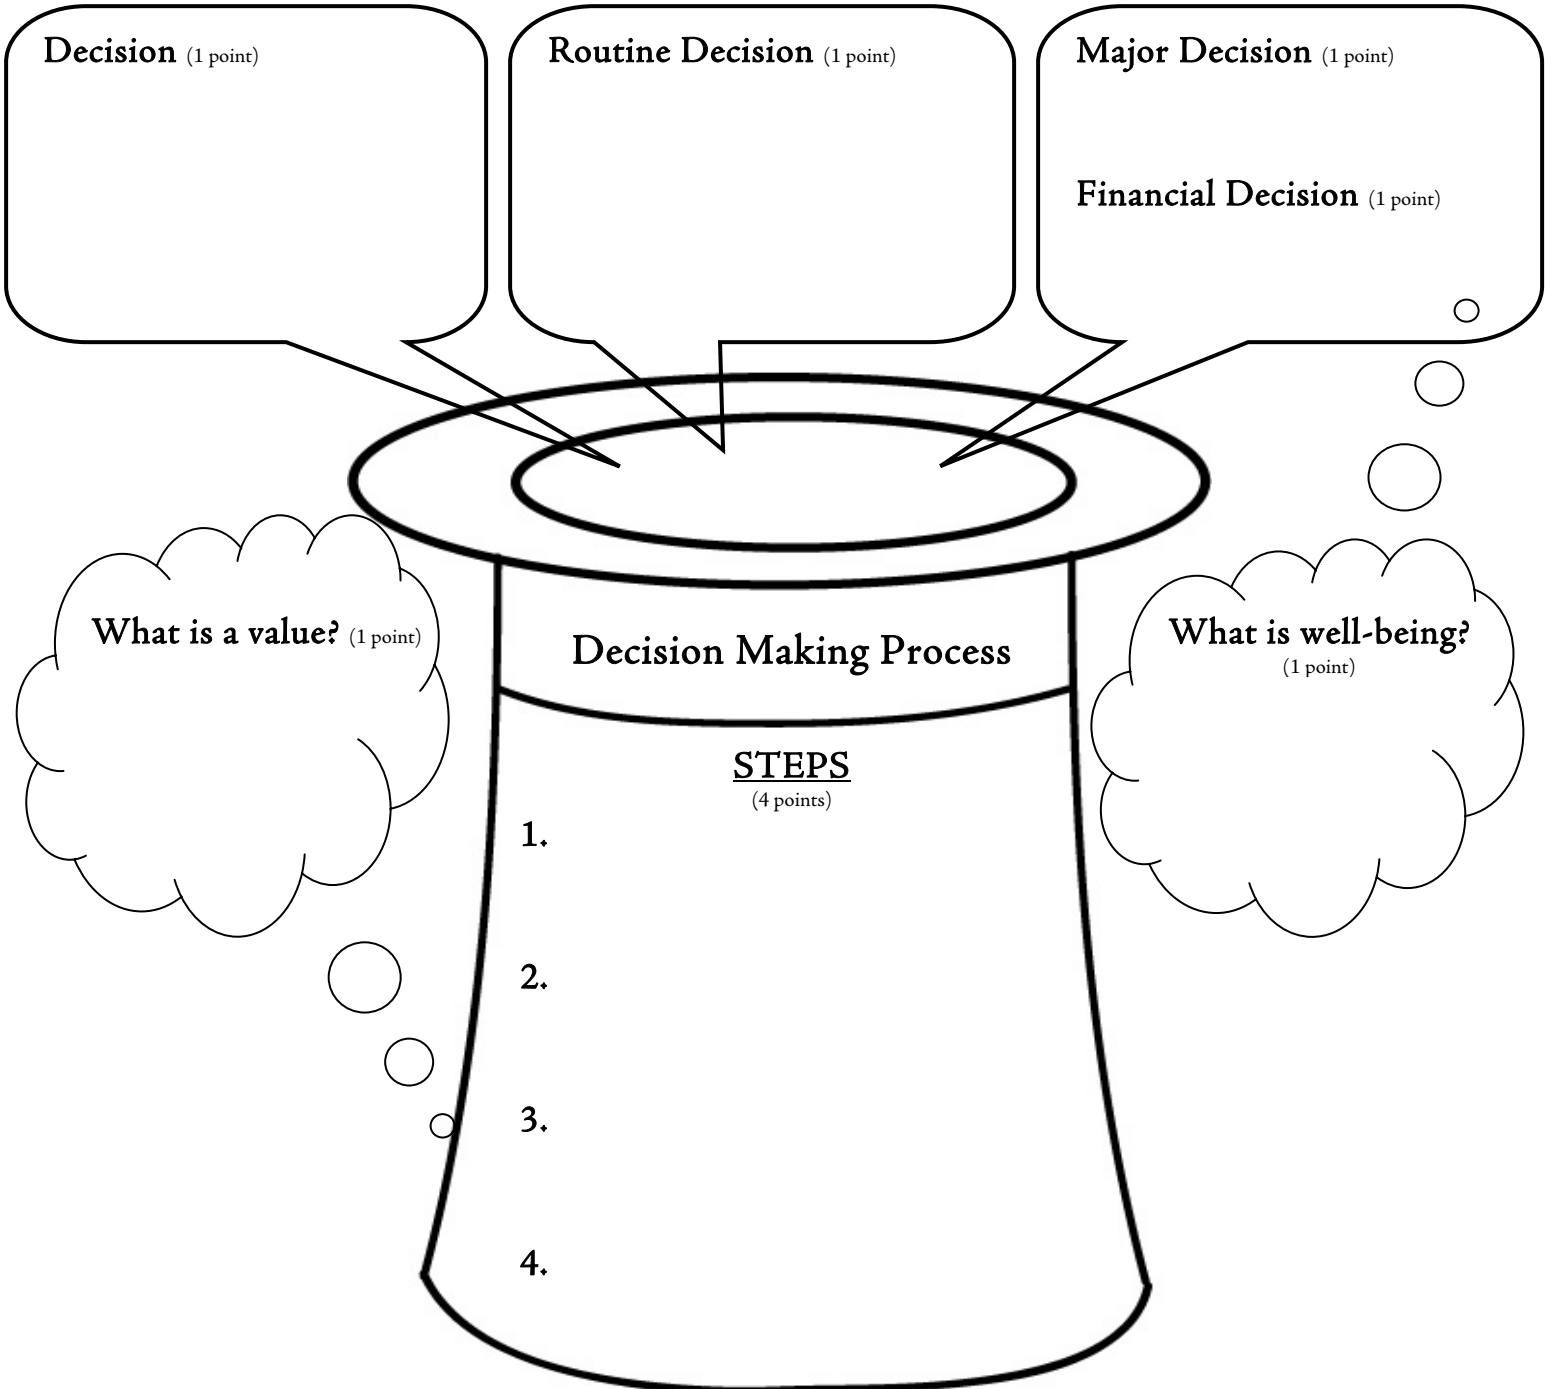 Decision (1 point)
Routine Decision (1 point)
Major Decision (1 point)
Financial Decision (1 point)
What is a value? (1 point)
What is well-being?
(1 point)
Decision Making Process
STEPS
(4 points)
1.
2.
3.
4.